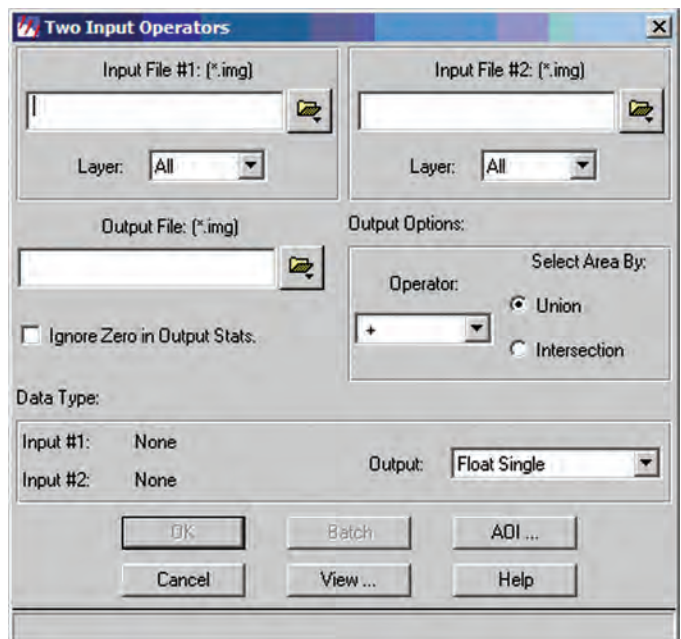 Two Input Operators
Input File #1: (*.img)
Input File #2: (*.img)
Layer: All
Layer: All
Output File: (*.img)
Output Options:
Select Area By:
Operator:
Union
+
Ignore Zero in Output Stats.
Intersection
Data Type:
Input #1: None
Output: Float Single
Input #2: None
OK Batch AOI ...
Cancel View ... Help